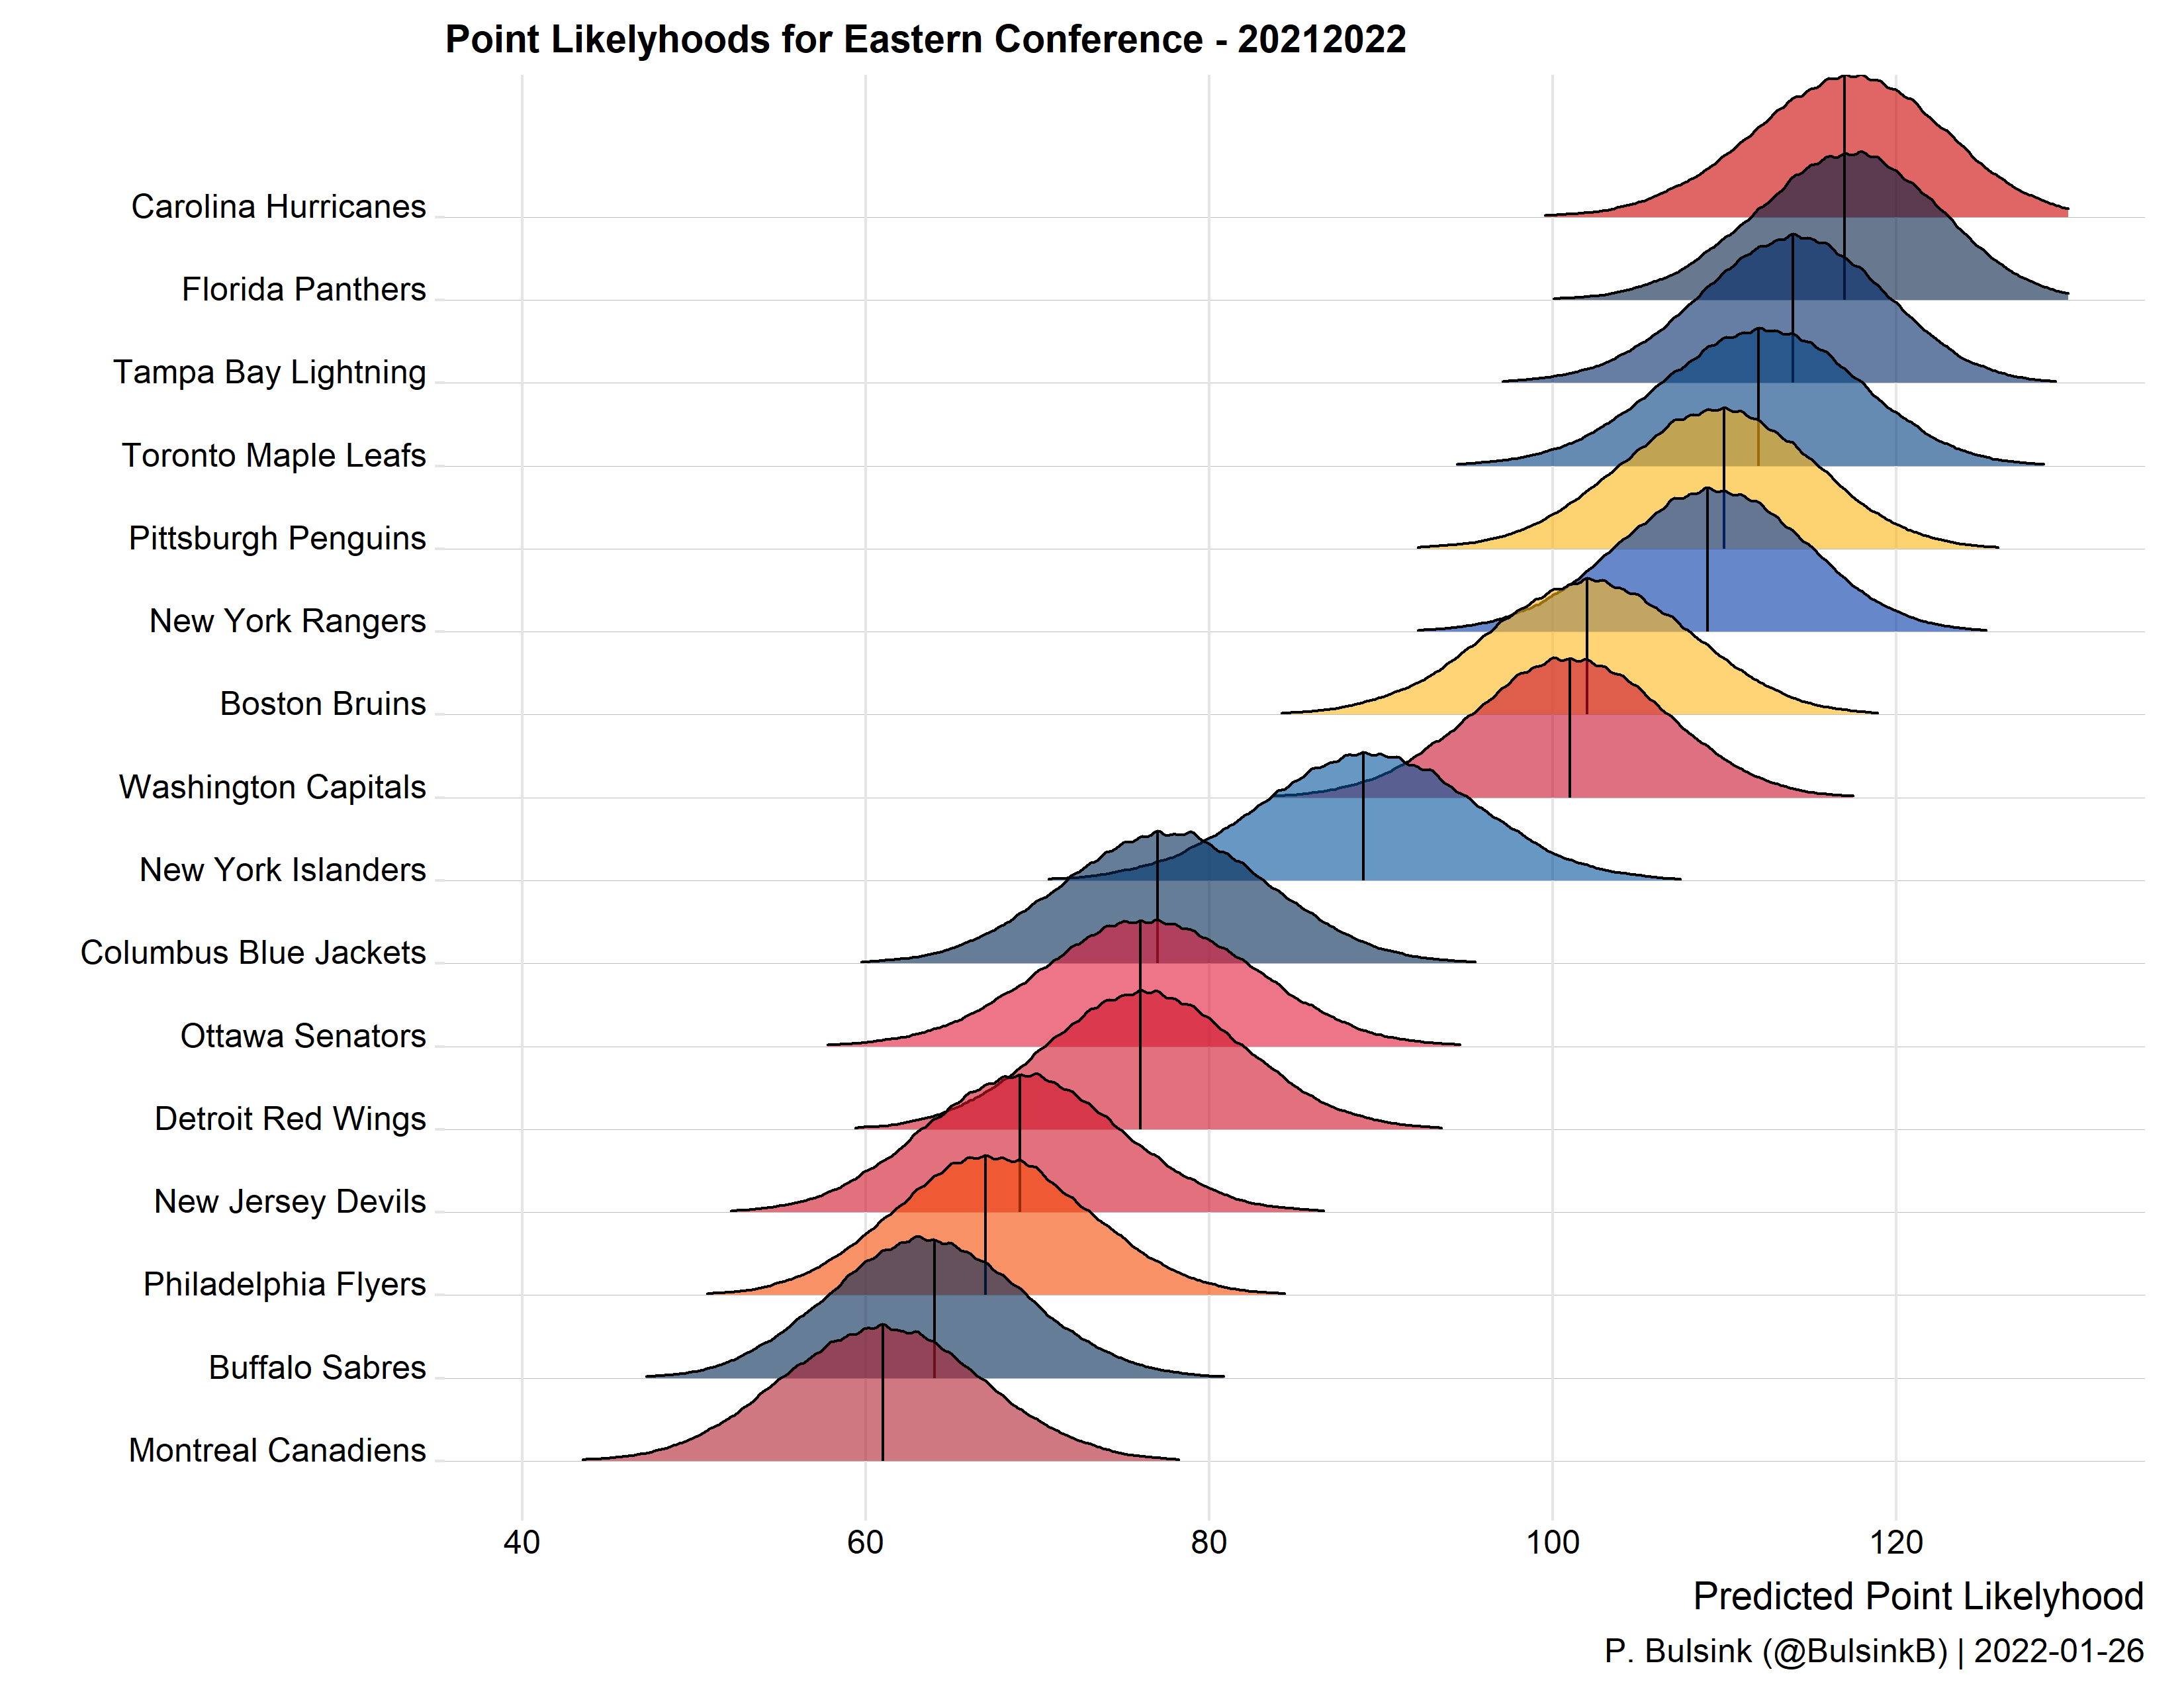 Point Likelyhoods for Eastern Conference - 20212022
Carolina Hurricanes
Florida Panthers
Tampa Bay Lightning
Toronto Maple Leafs
Pittsburgh Penguins
New York Rangers
Boston Bruins
Washington Capitals
New York Islanders
Columbus Blue Jackets
Ottawa Senators
Detroit Red Wings
New Jersey Devils
Philadelphia Flyers
Buffalo Sabres
Montreal Canadiens
40 60 80 100 120
Predicted Point Likelyhood
P. Bulsink (@BulsinkB) | 2022-01-26